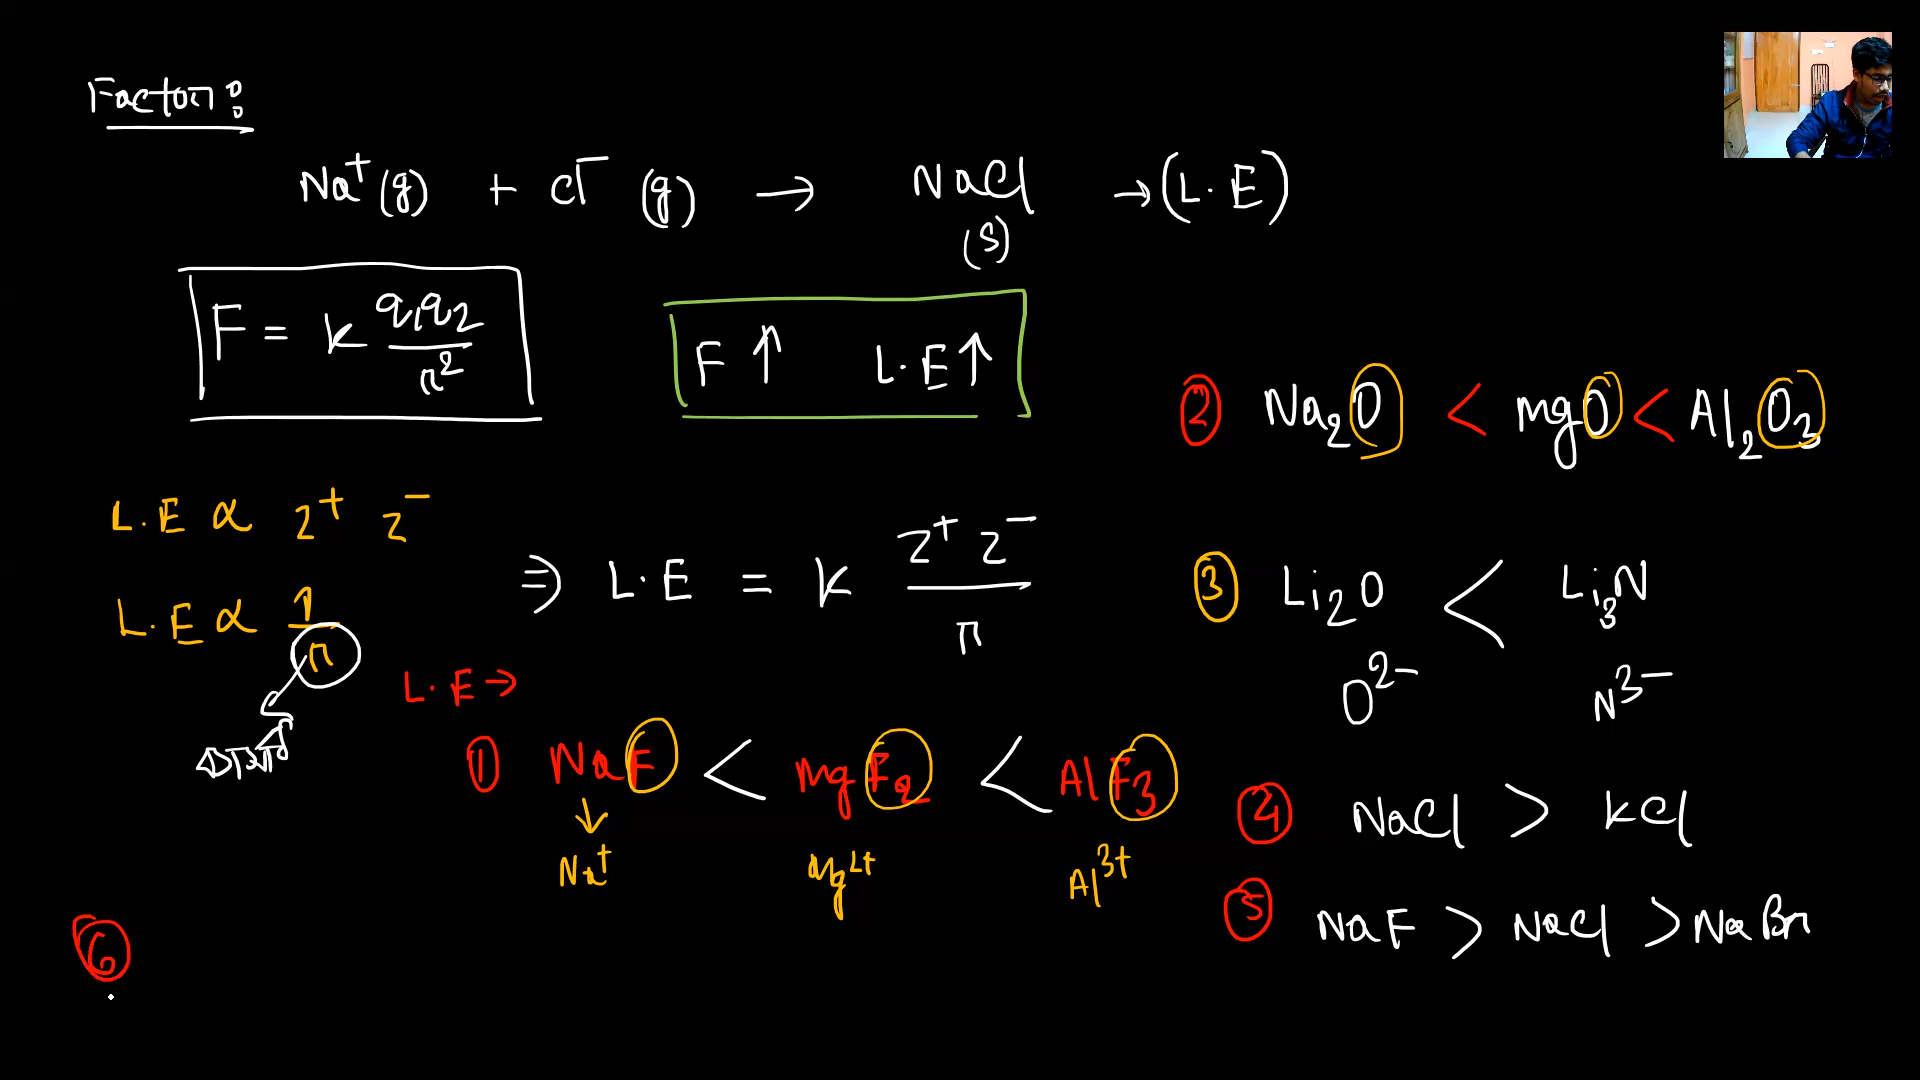 Factor :
Na⁺(g) + Cl⁻ (g) → NaCl (s) → (L.E)
F = k q₁q₂ / r²
F ↑ L.E ↑
② Na₂O < MgO < Al₂O₃
L.E ∝ Z⁺ Z⁻
⇒ L.E = k Z⁺ Z⁻ / r
L.E ∝ 1 / r
③ Li₂O < Li₃N
O²⁻ N³⁻
L.E →
① NaF < MgF₂ < AlF₃
Na⁺ Mg²⁺ Al³⁺
④ NaCl > KCl
⑤ NaF > NaCl > NaBr
⑥